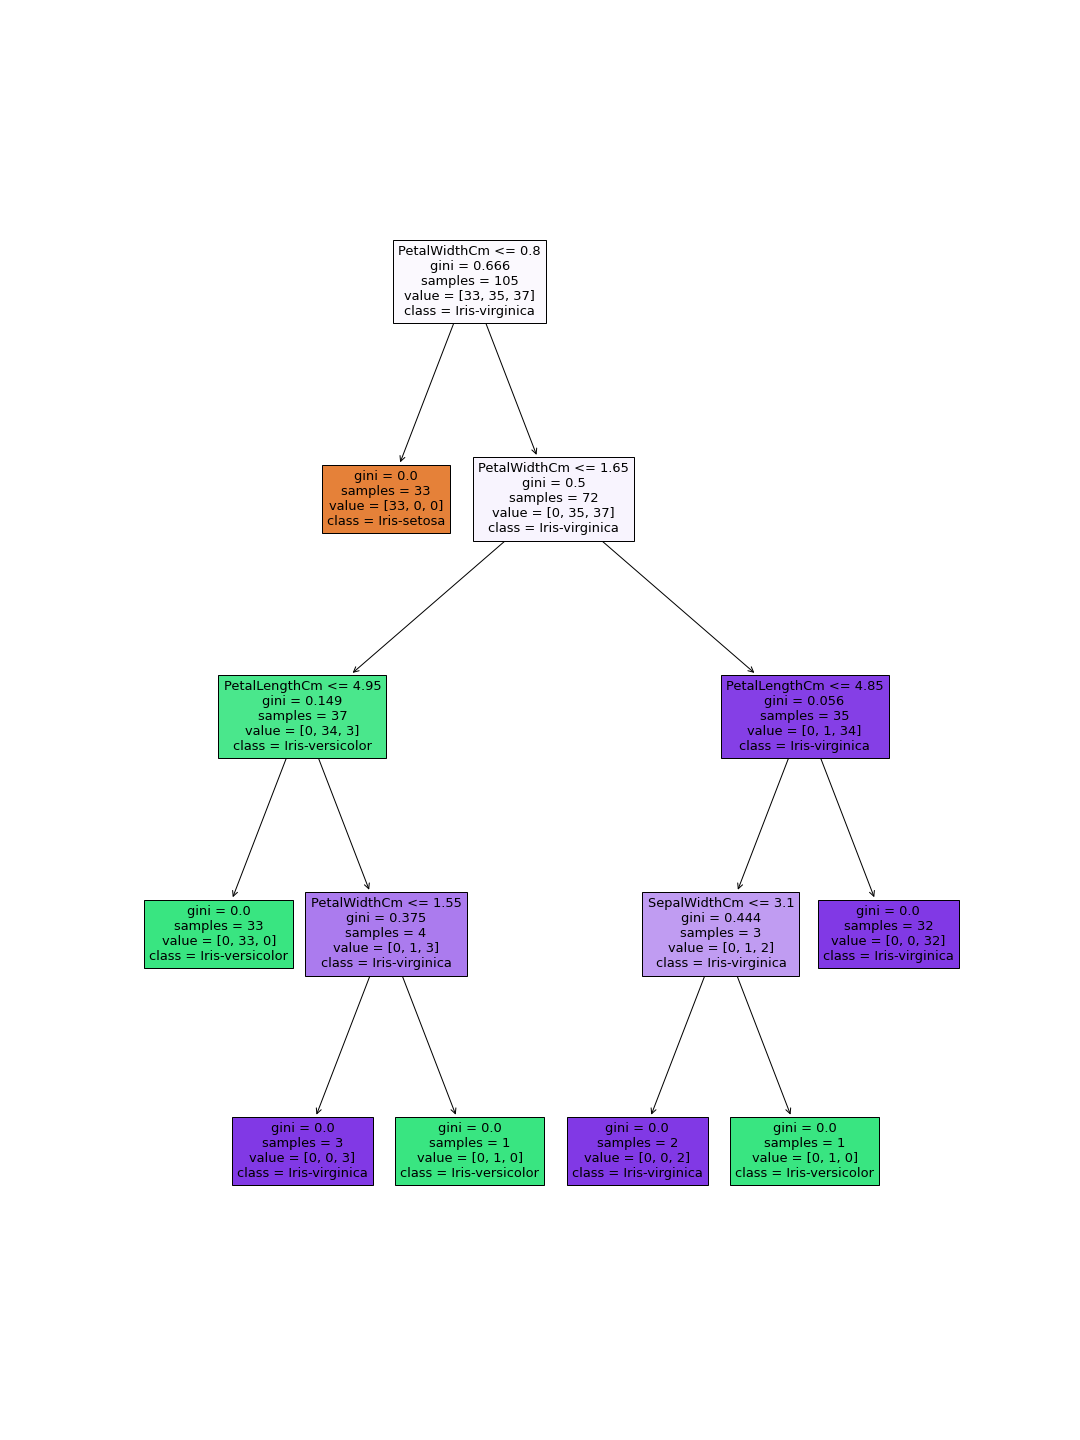 PetalWidthCm <= 0.8
gini = 0.666
samples = 105
value = [33, 35, 37]
class = Iris-virginica
gini = 0.0
samples = 33
value = [33, 0, 0]
class = Iris-setosa
PetalWidthCm <= 1.65
gini = 0.5
samples = 72
value = [0, 35, 37]
class = Iris-virginica
PetalLengthCm <= 4.95
gini = 0.149
samples = 37
value = [0, 34, 3]
class = Iris-versicolor
PetalLengthCm <= 4.85
gini = 0.056
samples = 35
value = [0, 1, 34]
class = Iris-virginica
gini = 0.0
samples = 33
value = [0, 33, 0]
class = Iris-versicolor
PetalWidthCm <= 1.55
gini = 0.375
samples = 4
value = [0, 1, 3]
class = Iris-virginica
SepalWidthCm <= 3.1
gini = 0.444
samples = 3
value = [0, 1, 2]
class = Iris-virginica
gini = 0.0
samples = 32
value = [0, 0, 32]
class = Iris-virginica
gini = 0.0
samples = 3
value = [0, 0, 3]
class = Iris-virginica
gini = 0.0
samples = 1
value = [0, 1, 0]
class = Iris-versicolor
gini = 0.0
samples = 2
value = [0, 0, 2]
class = Iris-virginica
gini = 0.0
samples = 1
value = [0, 1, 0]
class = Iris-versicolor